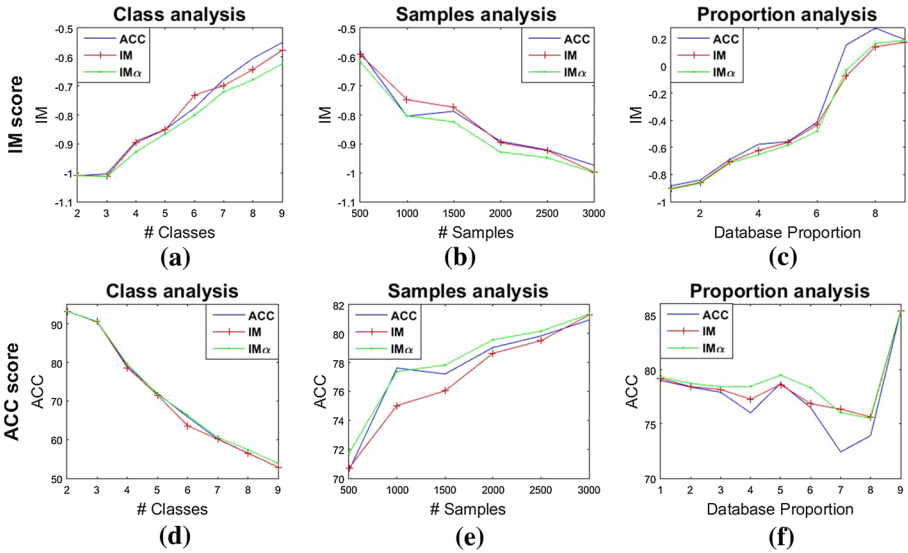 Class analysis
Samples analysis
Proportion analysis
IM score
IM
-0.5
-0.6
-0.7
-0.8
-0.9
-1
-1.1
ACC
IM
IMα
2 3 4 5 6 7 8 9
# Classes
(a)
IM
-0.5
-0.6
-0.7
-0.8
-0.9
-1
-1.1
ACC
IM
IMα
500 1000 1500 2000 2500 3000
# Samples
(b)
IM
0.2
0
-0.2
-0.4
-0.6
-0.8
-1
ACC
IM
IMα
2 4 6 8
Database Proportion
(c)
Class analysis
Samples analysis
Proportion analysis
ACC score
ACC
90
80
70
60
50
ACC
IM
IMα
2 3 4 5 6 7 8 9
# Classes
(d)
ACC
82
80
78
76
74
72
70
ACC
IM
IMα
500 1000 1500 2000 2500 3000
# Samples
(e)
ACC
85
80
75
70
ACC
IM
IMα
1 2 3 4 5 6 7 8 9
Database Proportion
(f)